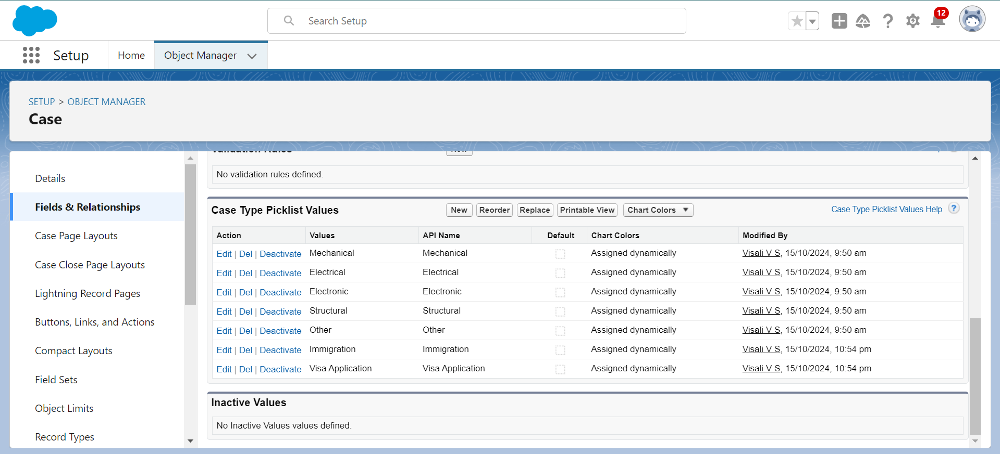 Search Setup
12
Setup
Home
Object Manager
SETUP > OBJECT MANAGER
Case
Details
Fields & Relationships
Case Page Layouts
Case Close Page Layouts
Lightning Record Pages
Buttons, Links, and Actions
Compact Layouts
Field Sets
Object Limits
Record Types
No validation rules defined.
Case Type Picklist Values New Reorder Replace Printable View Chart Colors Case Type Picklist Values Help ?
Action Values API Name Default Chart Colors Modified By
Edit | Del | Deactivate Mechanical Mechanical Assigned dynamically Visali V S, 15/10/2024, 9:50 am
Edit | Del | Deactivate Electrical Electrical Assigned dynamically Visali V S, 15/10/2024, 9:50 am
Edit | Del | Deactivate Electronic Electronic Assigned dynamically Visali V S, 15/10/2024, 9:50 am
Edit | Del | Deactivate Structural Structural Assigned dynamically Visali V S, 15/10/2024, 9:50 am
Edit | Del | Deactivate Other Other Assigned dynamically Visali V S, 15/10/2024, 9:50 am
Edit | Del | Deactivate Immigration Immigration Assigned dynamically Visali V S, 15/10/2024, 10:54 pm
Edit | Del | Deactivate Visa Application Visa Application Assigned dynamically Visali V S, 15/10/2024, 10:54 pm
Inactive Values
No Inactive Values values defined.